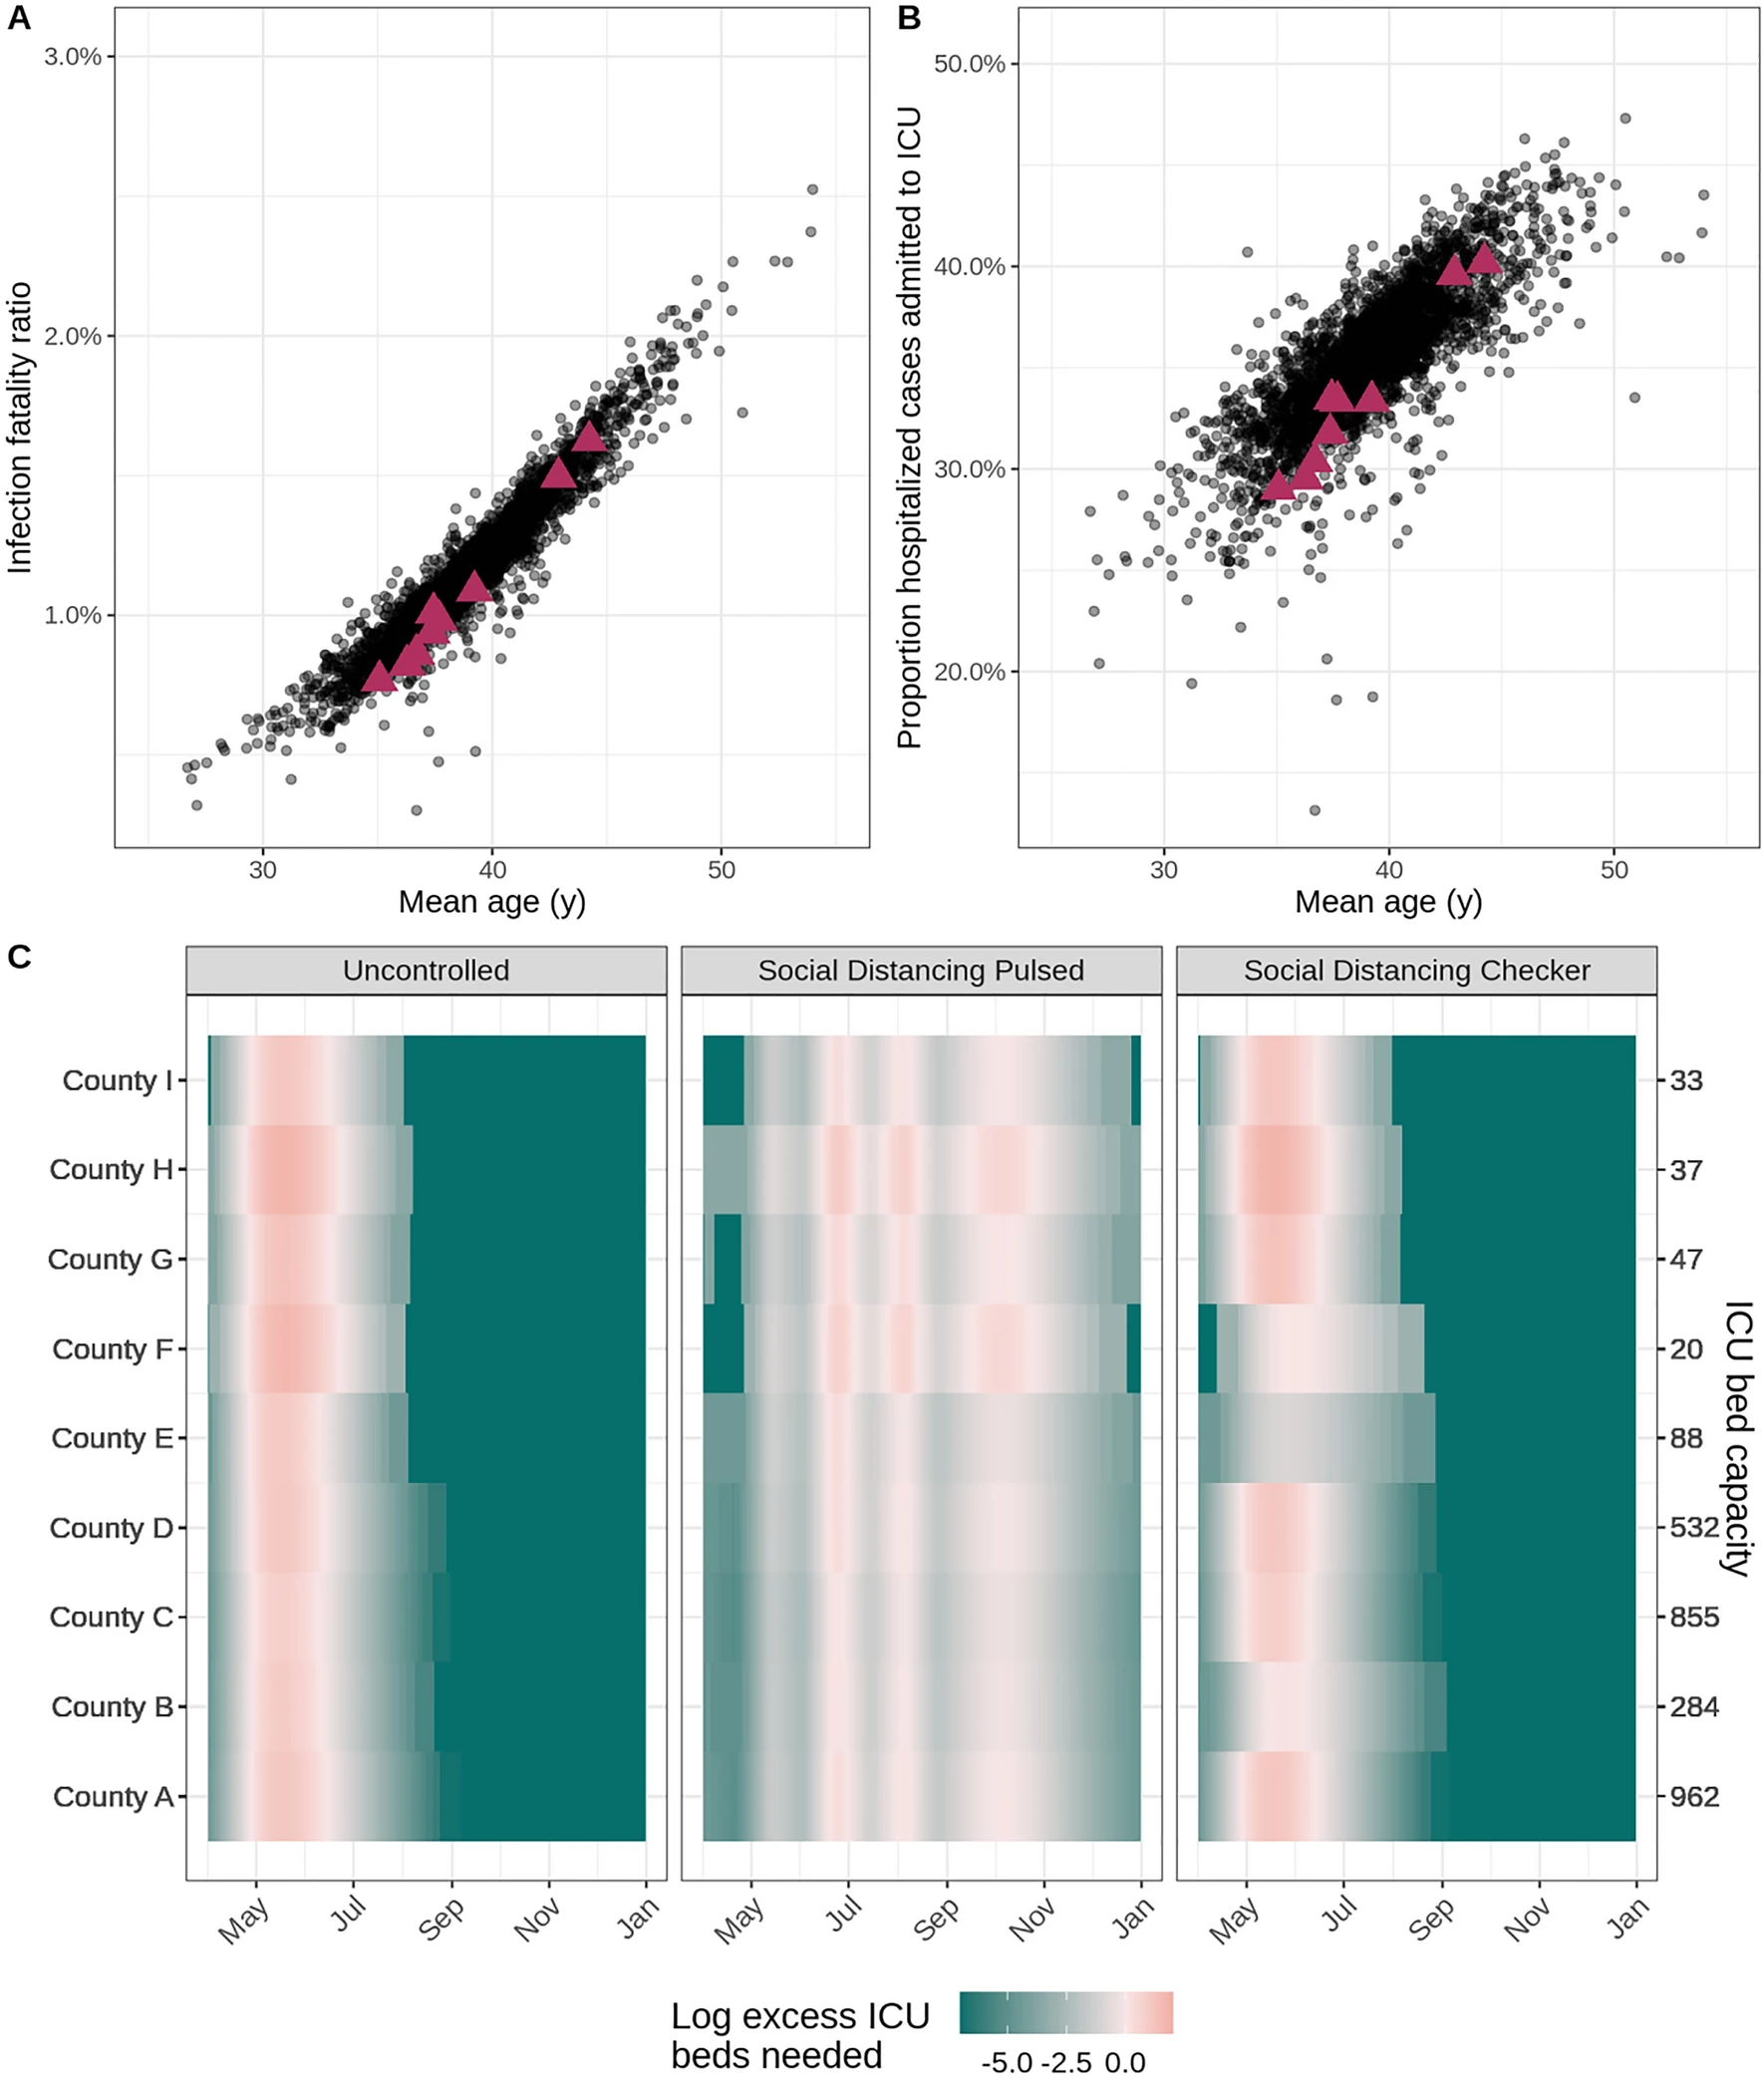 A
B
3.0%
2.0%
1.0%
Infection fatality ratio
30
40
50
Mean age (y)
50.0%
40.0%
30.0%
20.0%
Proportion hospitalized cases admitted to ICU
30
40
50
Mean age (y)
C
Uncontrolled
Social Distancing Pulsed
Social Distancing Checker
County I
33
County H
37
County G
47
County F
20
County E
88
County D
532
County C
855
County B
284
County A
962
ICU bed capacity
May
Jul
Sep
Nov
Jan
May
Jul
Sep
Nov
Jan
May
Jul
Sep
Nov
Jan
Log excess ICU
beds needed
-5.0 -2.5 0.0